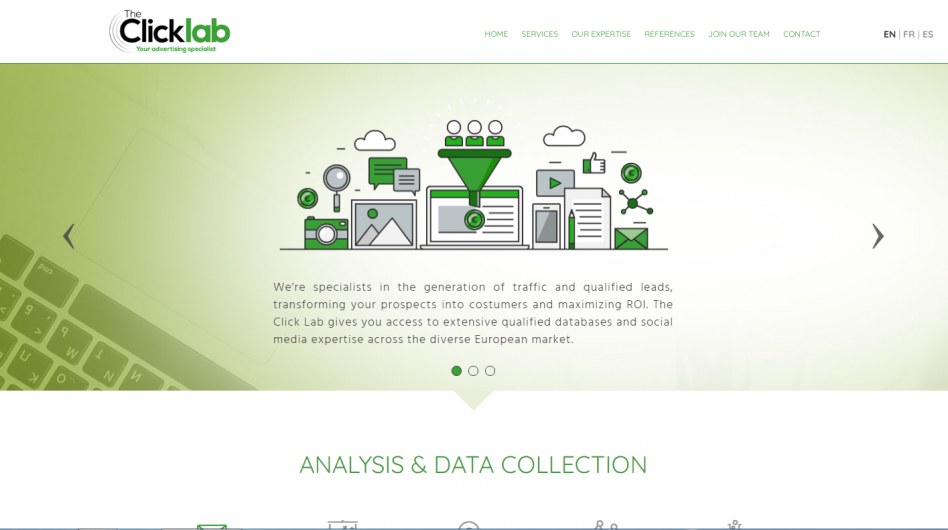 The
Clicklab
Your advertising specialist
HOME SERVICES OUR EXPERTISE REFERENCES JOIN OUR TEAM CONTACT EN | FR | ES
We're specialists in the generation of traffic and qualified leads,
transforming your prospects into costumers and maximizing ROI. The
Click Lab gives you access to extensive qualified databases and social
media expertise across the diverse European market.
ANALYSIS & DATA COLLECTION